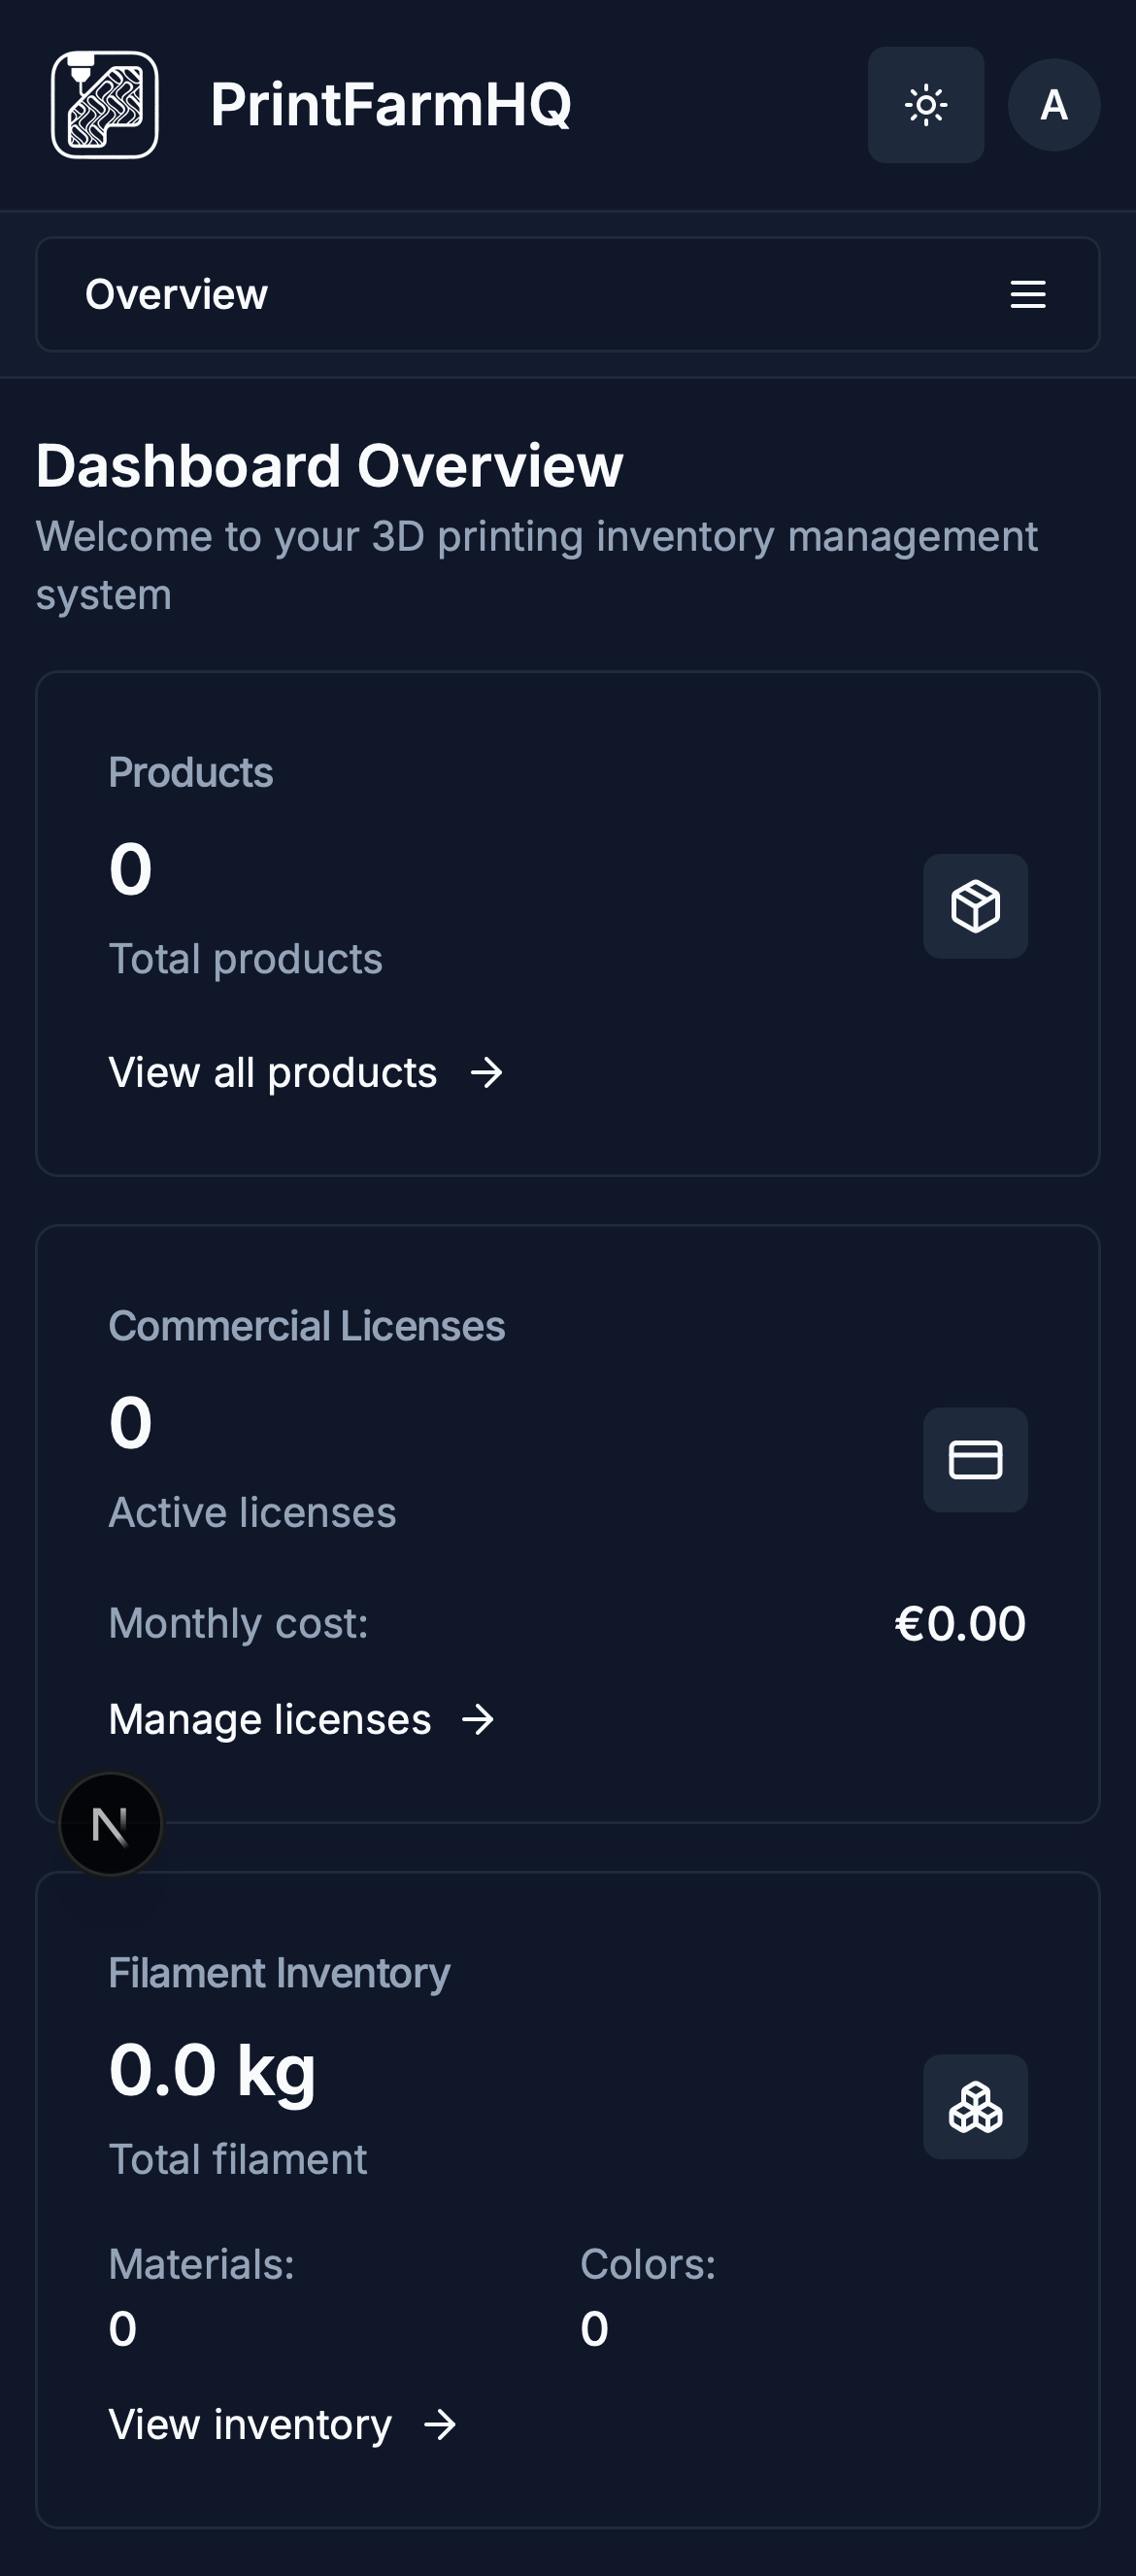 PrintFarmHQ
A
Overview
Dashboard Overview
Welcome to your 3D printing inventory management
system
Products
0
Total products
View all products
Commercial Licenses
0
Active licenses
Monthly cost: €0.00
Manage licenses
N
Filament Inventory
0.0 kg
Total filament
Materials: Colors:
0 0
View inventory